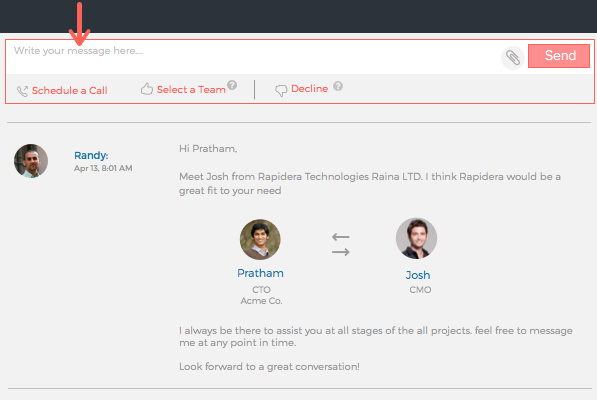 Write your message here...
Send
Schedule a Call
Select a Team ?
Decline ?
Randy:
Apr 13, 8:01 AM
Hi Pratham,
Meet Josh from Rapidera Technologies Raina LTD. I think Rapidera would be a
great fit to your need
Pratham
CTO
Acme Co.
Josh
CMO
I always be there to assist you at all stages of the all projects. feel free to message
me at any point in time.
Look forward to a great conversation!